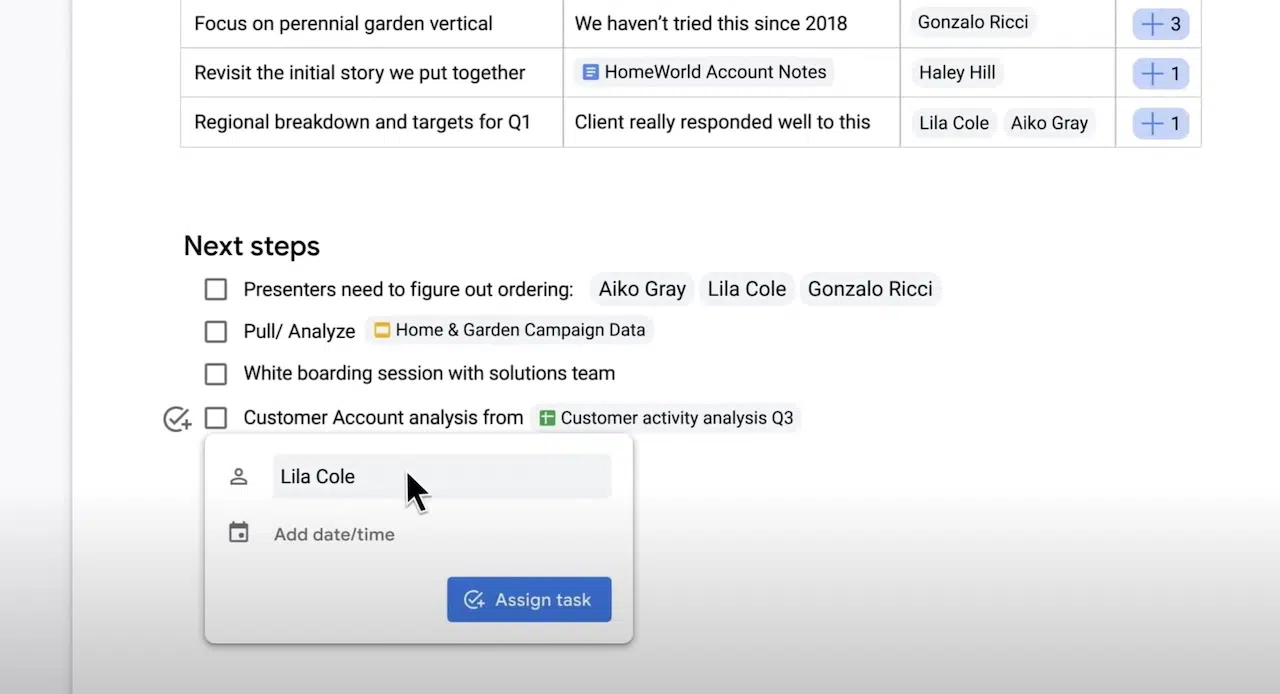 Focus on perennial garden vertical We haven’t tried this since 2018 Gonzalo Ricci + 3
Revisit the initial story we put together HomeWorld Account Notes Haley Hill + 1
Regional breakdown and targets for Q1 Client really responded well to this Lila Cole Aiko Gray + 1
Next steps
Presenters need to figure out ordering: Aiko Gray Lila Cole Gonzalo Ricci
Pull/ Analyze Home & Garden Campaign Data
White boarding session with solutions team
Customer Account analysis from Customer activity analysis Q3
Lila Cole
Add date/time
Assign task